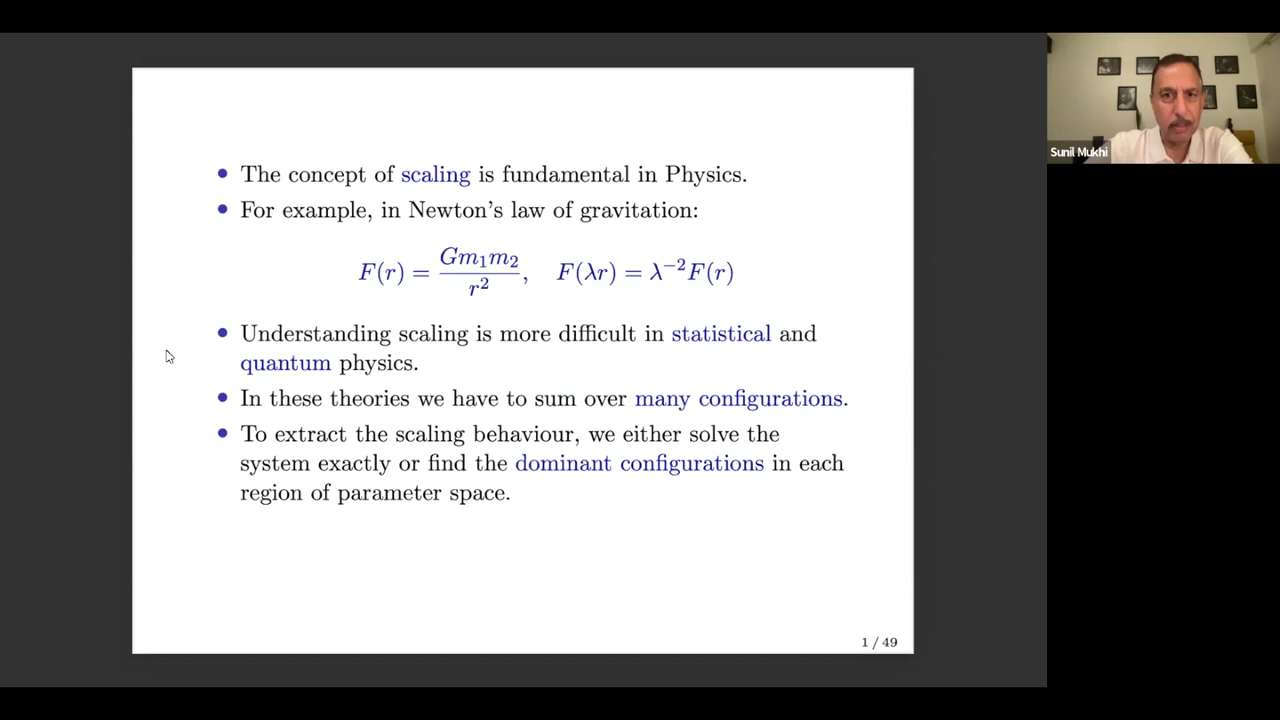 • The concept of scaling is fundamental in Physics.
• For example, in Newton's law of gravitation:
F(r) = Gm₁m₂/r², F(λr) = λ⁻²F(r)
• Understanding scaling is more difficult in statistical and
quantum physics.
• In these theories we have to sum over many configurations.
• To extract the scaling behaviour, we either solve the
system exactly or find the dominant configurations in each
region of parameter space.
1 / 49
Sunil Mukhi